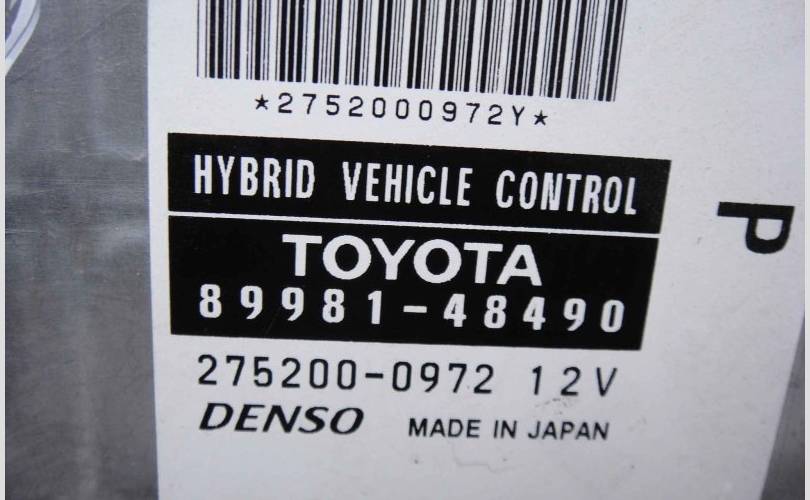 *2752000972Y*
HYBRID VEHICLE CONTROL
TOYOTA
89981-48490
275200-0972 12V
DENSO MADE IN JAPAN
P